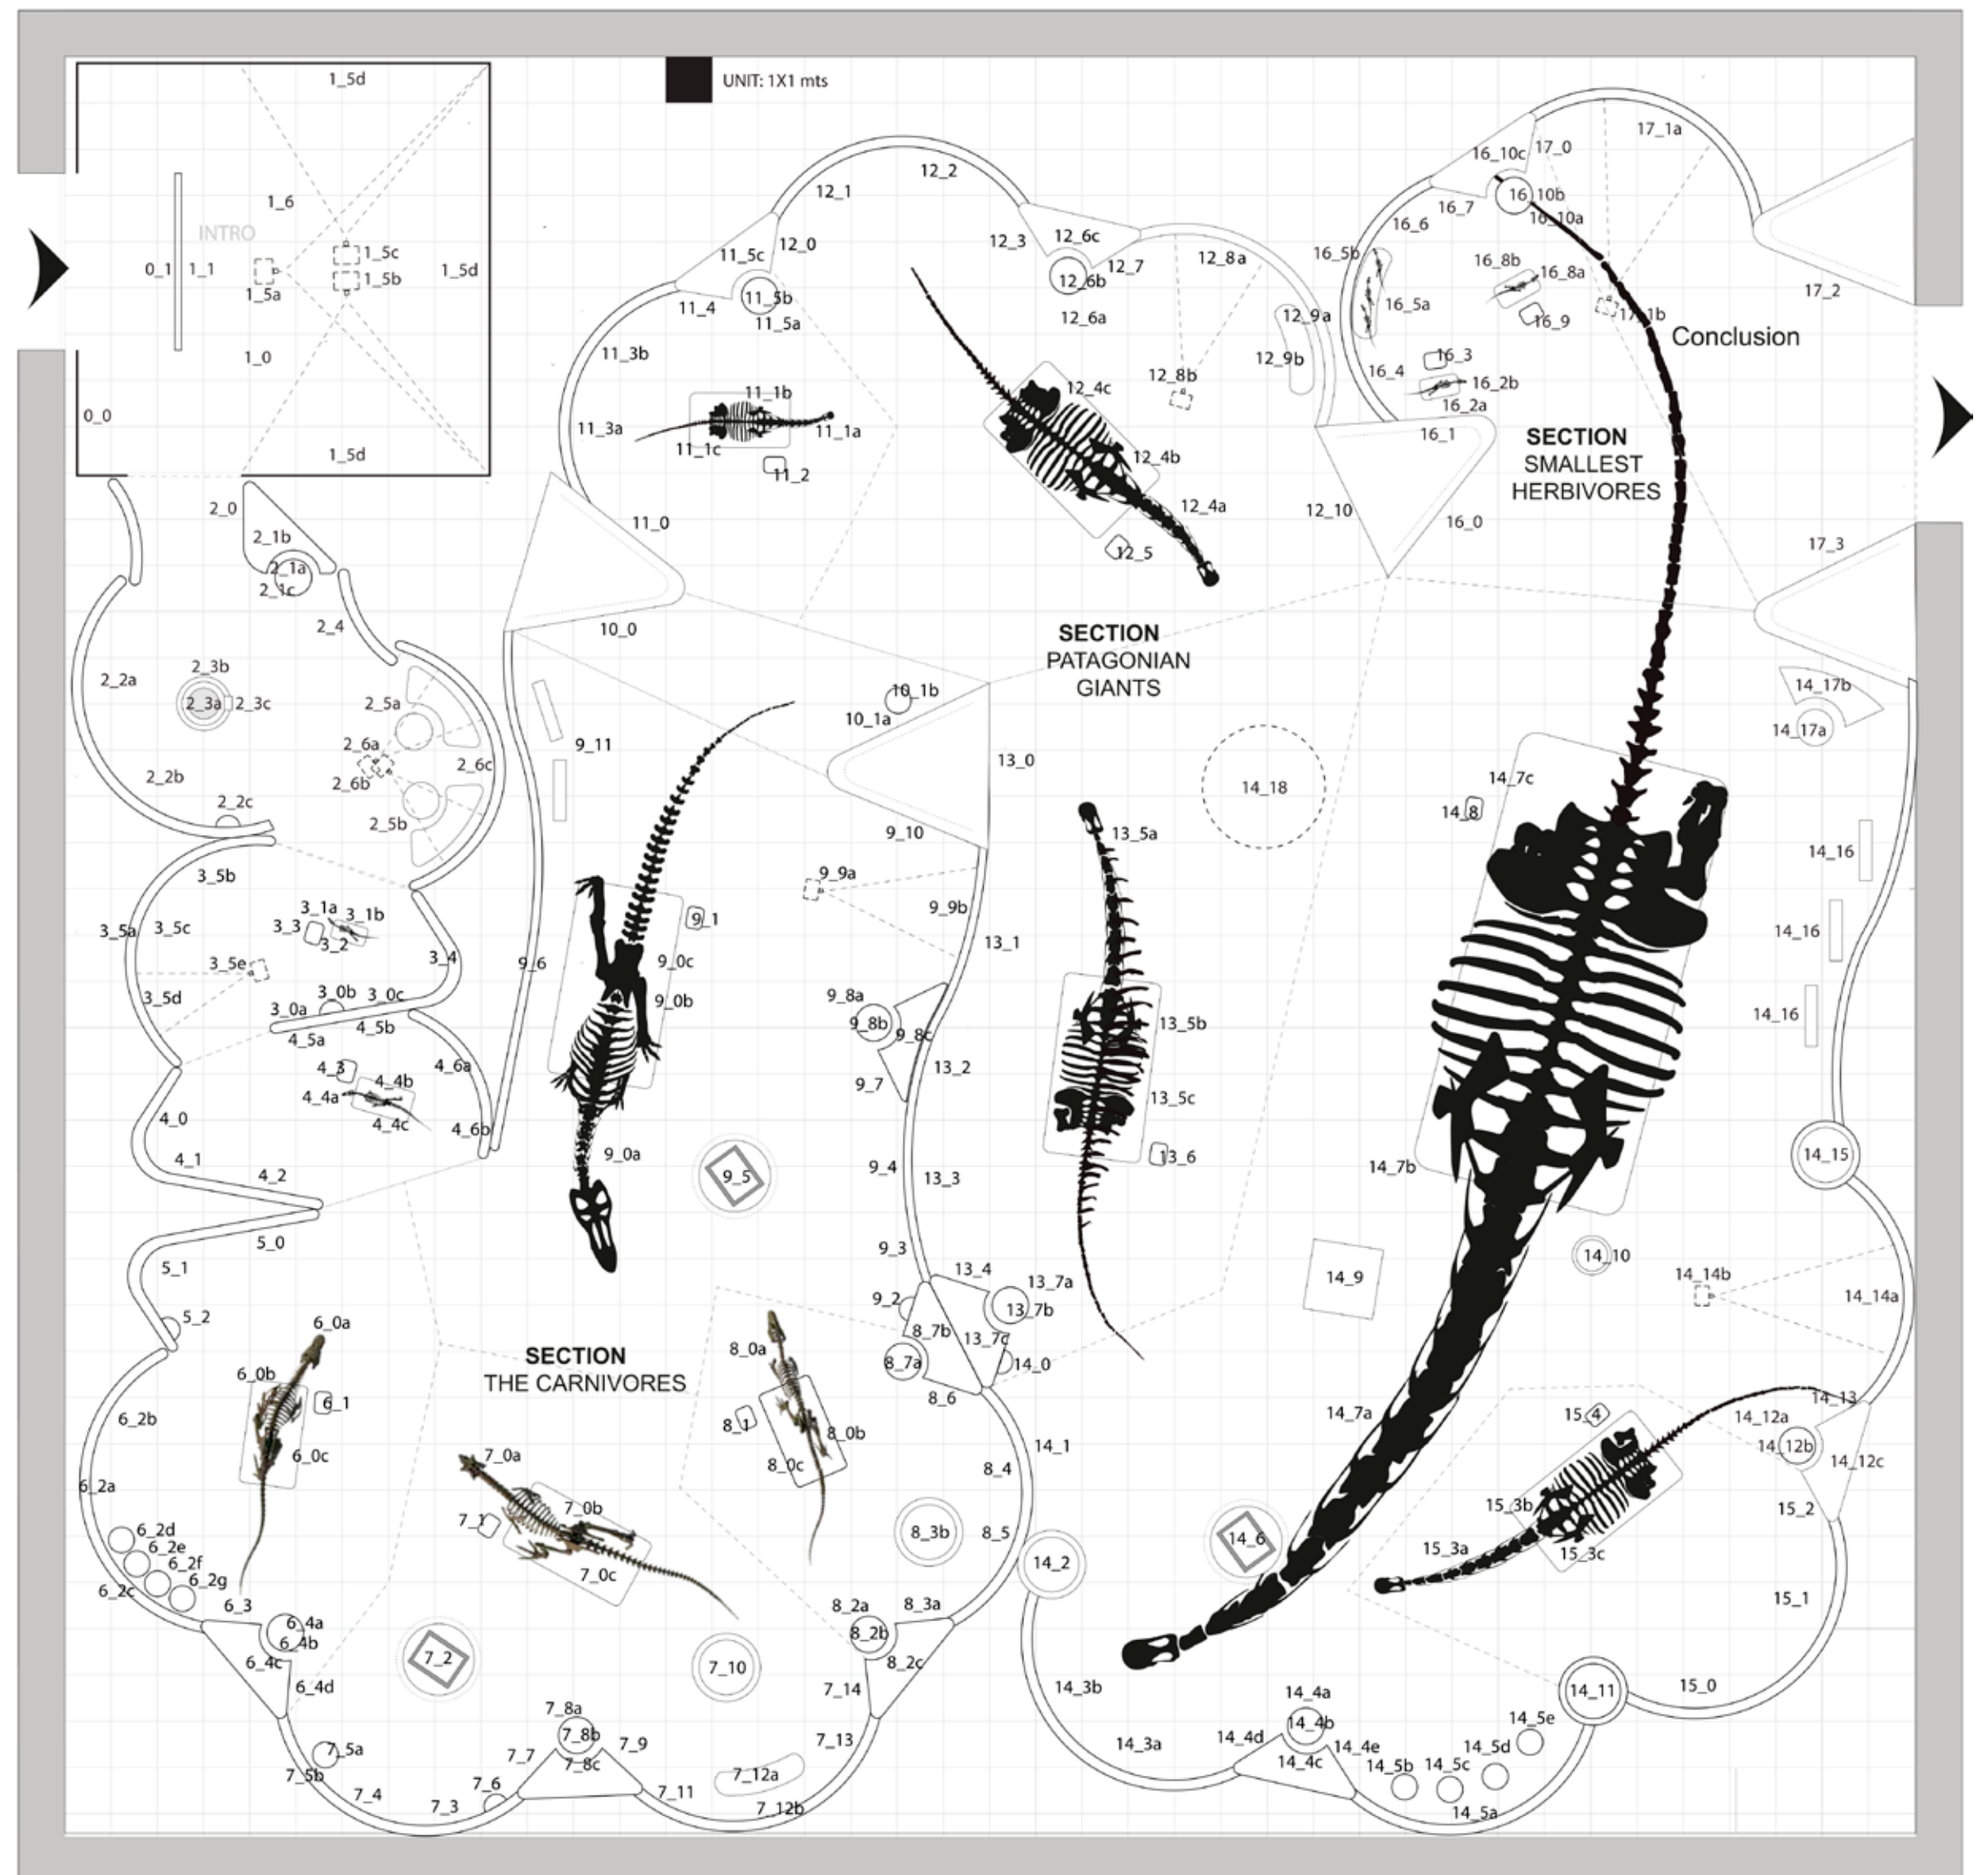 1_5d
UNIT: 1X1 mts
1_6
INTRO
0_1
1_1
1_5a
1_5c
1_5b
1_5d
1_0
0_0
1_5d
2_0
2_1b
2_1a
2_1c
2_4
2_2a
2_3b
2_3a
2_3c
2_5a
2_6a
2_6b
2_6c
2_2b
2_2c
2_5b
3_5b
3_1a
3_1b
3_3
3_2
3_5a
3_5c
3_5e
3_4
3_5d
3_0a
3_0b
3_0c
4_5a
4_5b
4_3
4_4b
4_6a
4_4a
4_4c
4_6b
4_0
4_1
4_2
5_0
5_1
5_2
6_0a
6_0b
6_1
6_2b
6_0c
6_2a
6_2d
6_2e
6_2f
6_2g
6_2c
6_3
6_4a
6_4b
6_4c
6_4d
SECTION
THE CARNIVORES
7_0a
7_1
7_0b
7_0c
7_2
7_10
7_8a
7_8b
7_8c
7_7
7_9
7_5a
7_5b
7_4
7_3
7_6
7_11
7_12a
7_12b
7_13
7_14
8_0a
8_1
8_0b
8_0c
8_7b
8_7a
8_6
8_4
8_5
8_3b
8_2a
8_3a
8_2b
8_2c
9_11
9_10
9_9a
9_9b
9_1
9_6
9_0c
9_0b
9_8a
9_8b
9_8c
9_7
9_0a
9_5
9_4
9_3
9_2
10_0
10_1b
10_1a
11_5c
11_5b
11_5a
11_4
11_3b
11_3a
11_1b
11_1a
11_1c
11_2
11_0
12_1
12_2
12_0
12_3
12_6c
12_6b
12_7
12_6a
12_8a
12_9a
12_9b
12_8b
12_4c
12_4b
12_4a
12_5
12_10
SECTION
PATAGONIAN
GIANTS
13_0
13_5a
13_1
13_5b
13_2
13_5c
13_6
13_3
13_4
13_7a
13_7b
13_7c
14_0
14_1
14_2
14_18
14_7c
14_8
14_17b
14_17a
14_16
14_16
14_16
14_15
14_7b
14_9
14_10
14_14b
14_14a
14_7a
14_13
14_12a
14_12b
14_12c
14_6
14_3b
14_3a
14_4a
14_4b
14_4d
14_4e
14_4c
14_5b
14_5c
14_5d
14_5e
14_5a
14_11
15_4
15_3b
15_3a
15_3c
15_2
15_1
15_0
16_10c
16_10b
16_10a
16_7
16_6
16_5b
16_5a
16_8b
16_8a
16_9
16_4
16_3
16_2b
16_2a
16_1
16_0
SECTION
SMALLEST
HERBIVORES
17_0
17_1a
17_1b
17_2
Conclusion
17_3